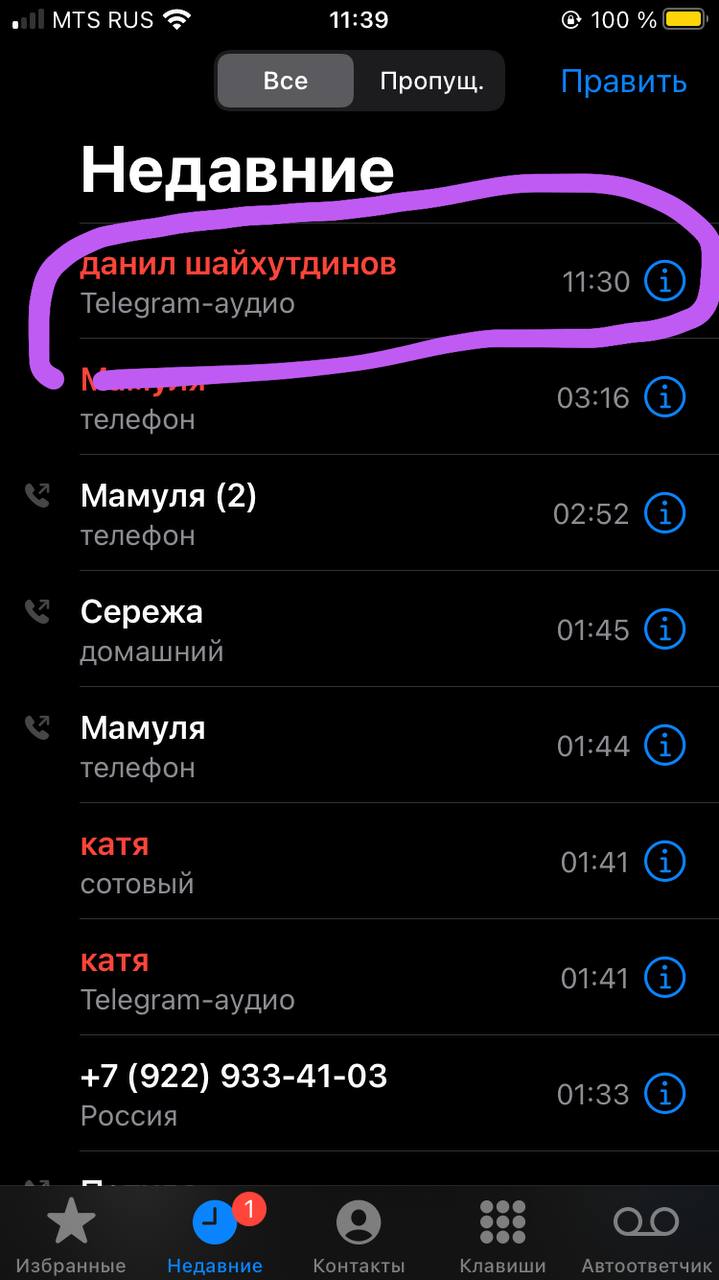 MTS RUS 11:39 100 %
Все Пропущ. Править
Недавние
данил шайхутдинов
Telegram-аудио 11:30
Мамуля
телефон 03:16
Мамуля (2)
телефон 02:52
Сережа
домашний 01:45
Мамуля
телефон 01:44
катя
сотовый 01:41
катя
Telegram-аудио 01:41
+7 (922) 933-41-03
Россия 01:33
1
Избранные Недавние Контакты Клавиши Автоответчик